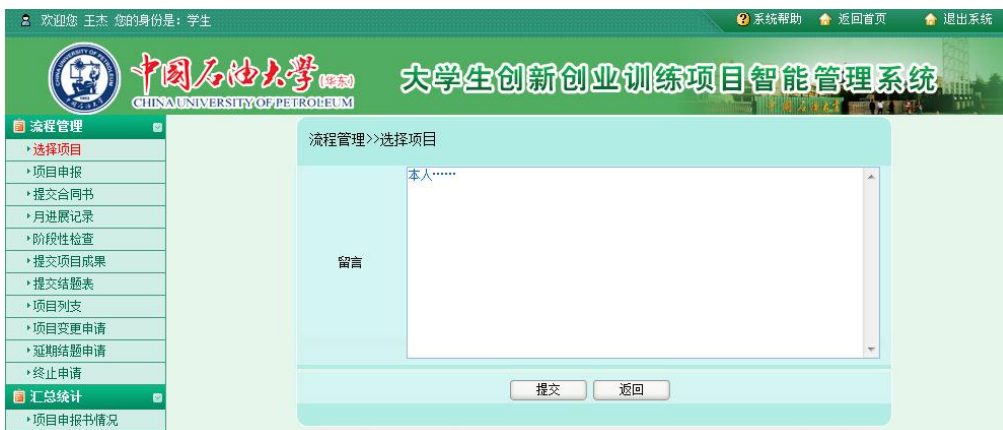 欢迎您 王杰 您的身份是：学生
系统帮助 返回首页 退出系统
中国石油大学(华东)
CHINA UNIVERSITY OF PETROLEUM
大学生创新创业训练项目智能管理系统
流程管理
选择项目
项目申报
提交合同书
月进展记录
阶段性检查
提交项目成果
提交结题表
项目列支
项目变更申请
延期结题申请
终止申请
汇总统计
项目申报书情况
流程管理>>选择项目
留言
本人……
提交 返回